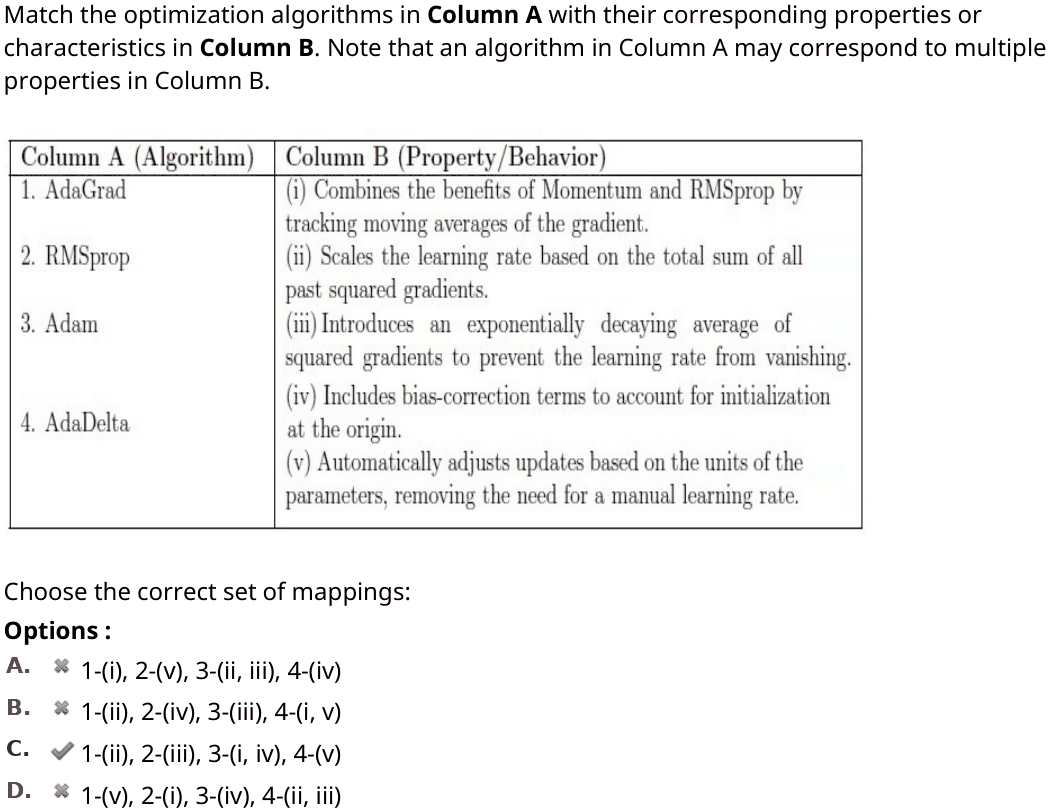 Match the optimization algorithms in Column A with their corresponding properties or
characteristics in Column B. Note that an algorithm in Column A may correspond to multiple
properties in Column B.
Column A (Algorithm) Column B (Property/Behavior)
1. AdaGrad (i) Combines the benefits of Momentum and RMSprop by
tracking moving averages of the gradient.
2. RMSprop (ii) Scales the learning rate based on the total sum of all
past squared gradients.
3. Adam (iii) Introduces an exponentially decaying average of
squared gradients to prevent the learning rate from vanishing.
(iv) Includes bias-correction terms to account for initialization
4. AdaDelta at the origin.
(v) Automatically adjusts updates based on the units of the
parameters, removing the need for a manual learning rate.
Choose the correct set of mappings:
Options :
A. 1-(i), 2-(v), 3-(ii, iii), 4-(iv)
B. 1-(ii), 2-(iv), 3-(iii), 4-(i, v)
C. 1-(ii), 2-(iii), 3-(i, iv), 4-(v)
D. 1-(v), 2-(i), 3-(iv), 4-(ii, iii)